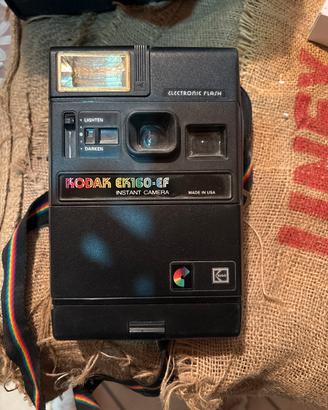 ELECTRONIC FLASH
LIGHTEN
DARKEN
KODAK EK160-EF
INSTANT CAMERA
MADE IN USA